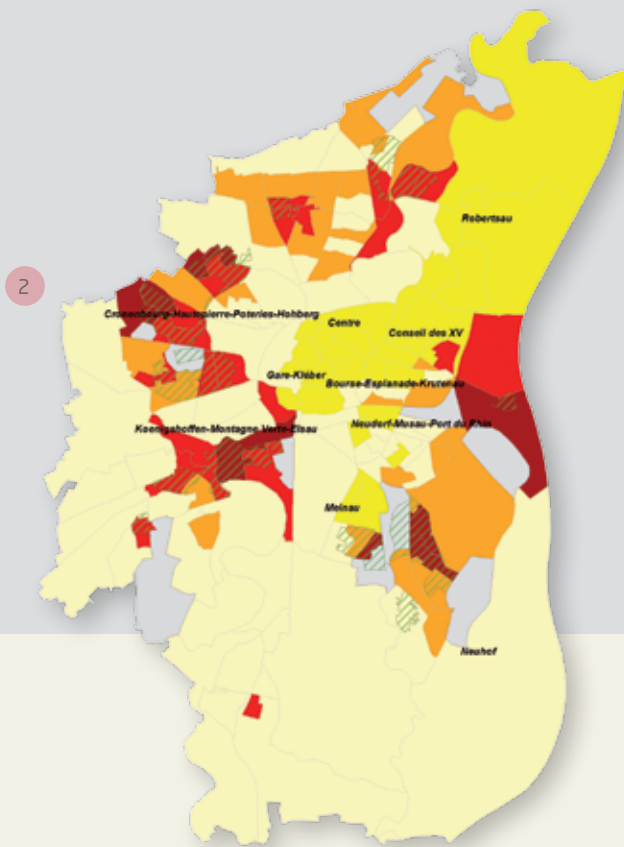 Robertsau
2
Cronenbourg-Hautepierre-Poteries-Hohberg
Centre
Conseil des XV
Gare-Kléber
Bourse-Esplanade-Krutenau
Koenigshoffen-Montagne Verte-Elsau
Neudorf-Musau-Port du Rhin
Meinau
Neuhof